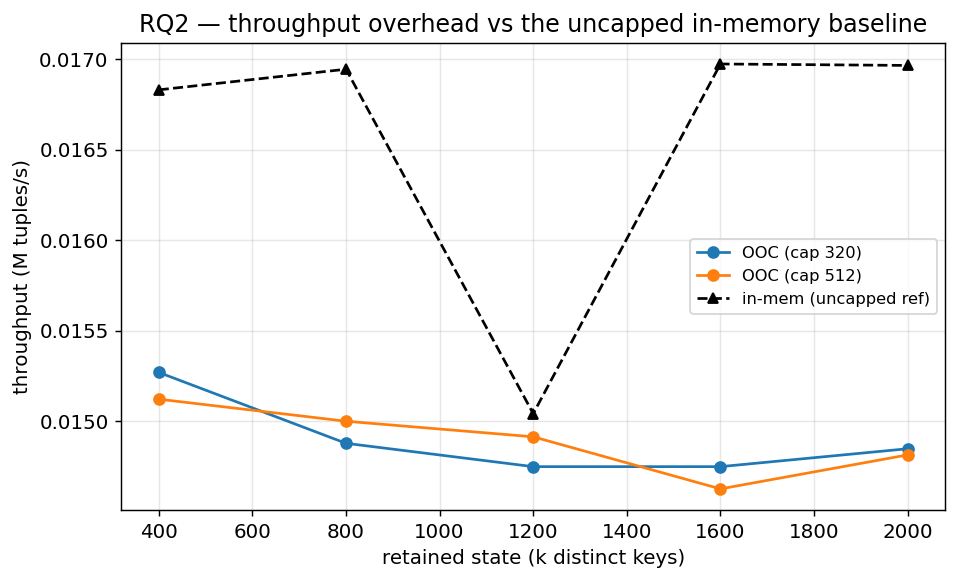 RQ2 — throughput overhead vs the uncapped in-memory baseline
throughput (M tuples/s)
0.0170
0.0165
0.0160
0.0155
0.0150
OOC (cap 320)
OOC (cap 512)
in-mem (uncapped ref)
400 600 800 1000 1200 1400 1600 1800 2000
retained state (k distinct keys)